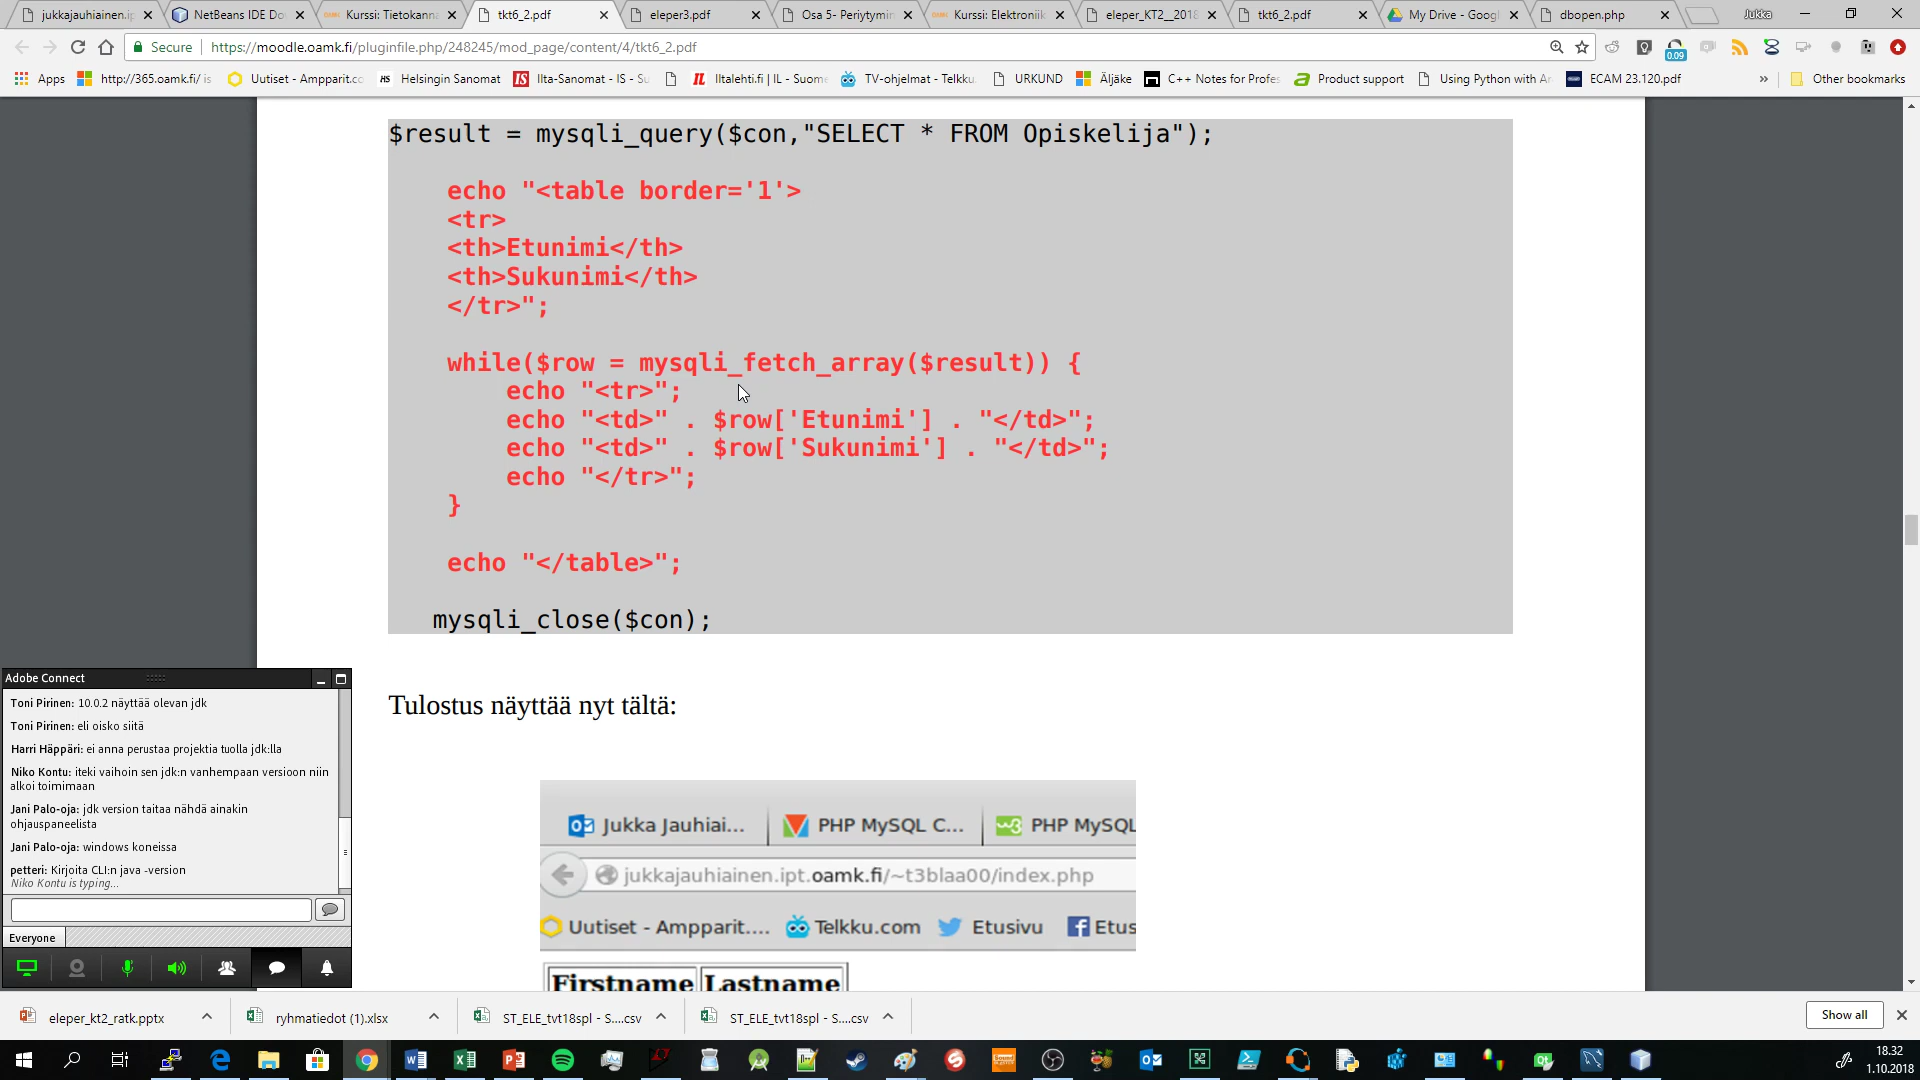 jukkajauhiainen.ip
NetBeans IDE Do
Kurssi: Tietokann
tkt6_2.pdf
eleper3.pdf
Osa 5- Periytymin
Kurssi: Elektroniik
eleper_KT2__2018
tkt6_2.pdf
My Drive - Googl
dbopen.php
Jukka
Secure
https://moodle.oamk.fi/pluginfile.php/248245/mod_page/content/4/tkt6_2.pdf
0.09
Apps
http://365.oamk.fi/ is
Uutiset - Ampparit.co
HS Helsingin Sanomat
IS Ilta-Sanomat - IS - Su
IL Iltalehti.fi | IL - Suome
TV-ohjelmat - Telkku.
URKUND
Äljäke
C++ Notes for Profes
Product support
Using Python with Ar
ECAM 23.120.pdf
»
Other bookmarks
$result = mysqli_query($con,"SELECT * FROM Opiskelija");
echo "<table border='1'>
<tr>
<th>Etunimi</th>
<th>Sukunimi</th>
</tr>";
while($row = mysqli_fetch_array($result)) {
echo "<tr>";
echo "<td>" . $row['Etunimi'] . "</td>";
echo "<td>" . $row['Sukunimi'] . "</td>";
echo "</tr>";
}
echo "</table>";
mysqli_close($con);
Tulostus näyttää nyt tältä:
Jukka Jauhiai...
PHP MySQL C...
PHP MySQL
jukkajauhiainen.ipt.oamk.fi/~t3blaa00/index.php
Uutiset - Ampparit....
Telkku.com
Etusivu
Etus
Firstname Lastname
Adobe Connect
Toni Pirinen: 10.0.2 näyttää olevan jdk
Toni Pirinen: eli oisko siitä
Harri Häppäri: ei anna perustaa projektia tuolla jdk:lla
Niko Kontu: iteki vaihoin sen jdk:n vanhempaan versioon niin
alkoi toimimaan
Jani Palo-oja: jdk version taitaa nähdä ainakin
ohjauspaneelista
Jani Palo-oja: windows koneissa
petteri: Kirjoita CLI:n java -version
Niko Kontu is typing...
Everyone
eleper_kt2_ratk.pptx
ryhmatiedot (1).xlsx
ST_ELE_tvt18spl - S....csv
ST_ELE_tvt18spl - S....csv
Show all
18.32
1.10.2018